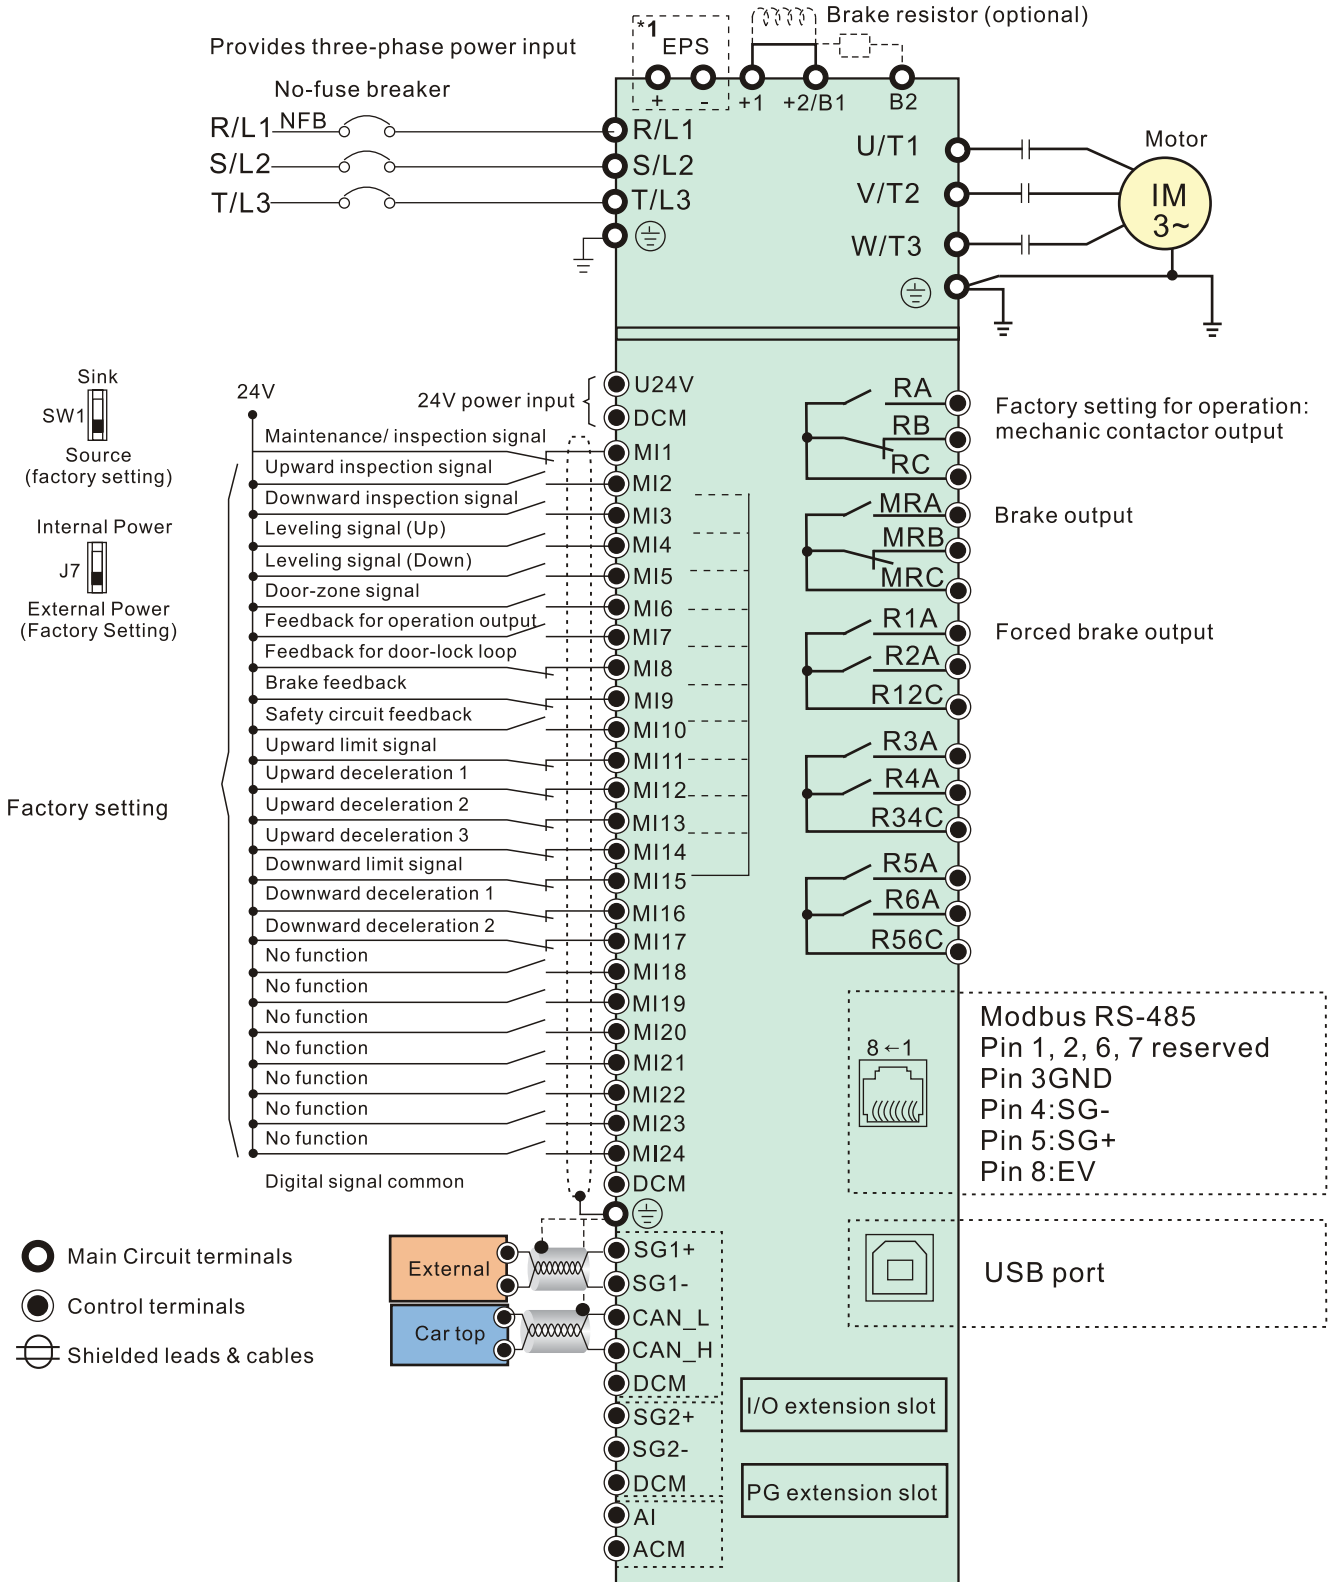 Brake resistor (optional)
*1
EPS
Provides three-phase power input
+
-
+1
+2/B1
B2
No-fuse breaker
R/L1
NFB
R/L1
S/L2
S/L2
T/L3
T/L3
U/T1
V/T2
W/T3
Motor
IM
3~
Sink
SW1
Source
(factory setting)
Internal Power
J7
External Power
(Factory Setting)
24V
24V power input
U24V
DCM
Maintenance/ inspection signal
MI1
Upward inspection signal
MI2
Downward inspection signal
MI3
Leveling signal (Up)
MI4
Leveling signal (Down)
MI5
Door-zone signal
MI6
Feedback for operation output
MI7
Feedback for door-lock loop
MI8
Brake feedback
MI9
Safety circuit feedback
MI10
Upward limit signal
MI11
Upward deceleration 1
MI12
Upward deceleration 2
MI13
Upward deceleration 3
MI14
Downward limit signal
MI15
Downward deceleration 1
MI16
Downward deceleration 2
MI17
No function
MI18
No function
MI19
No function
MI20
No function
MI21
No function
MI22
No function
MI23
No function
MI24
Digital signal common
DCM
Factory setting
RA
RB
RC
Factory setting for operation:
mechanic contactor output
MRA
MRB
MRC
Brake output
R1A
R2A
R12C
Forced brake output
R3A
R4A
R34C
R5A
R6A
R56C
8←1
Modbus RS-485
Pin 1, 2, 6, 7 reserved
Pin 3GND
Pin 4:SG-
Pin 5:SG+
Pin 8:EV
USB port
Main Circuit terminals
Control terminals
Shielded leads & cables
External
Car top
SG1+
SG1-
CAN_L
CAN_H
DCM
SG2+
SG2-
DCM
AI
ACM
I/O extension slot
PG extension slot